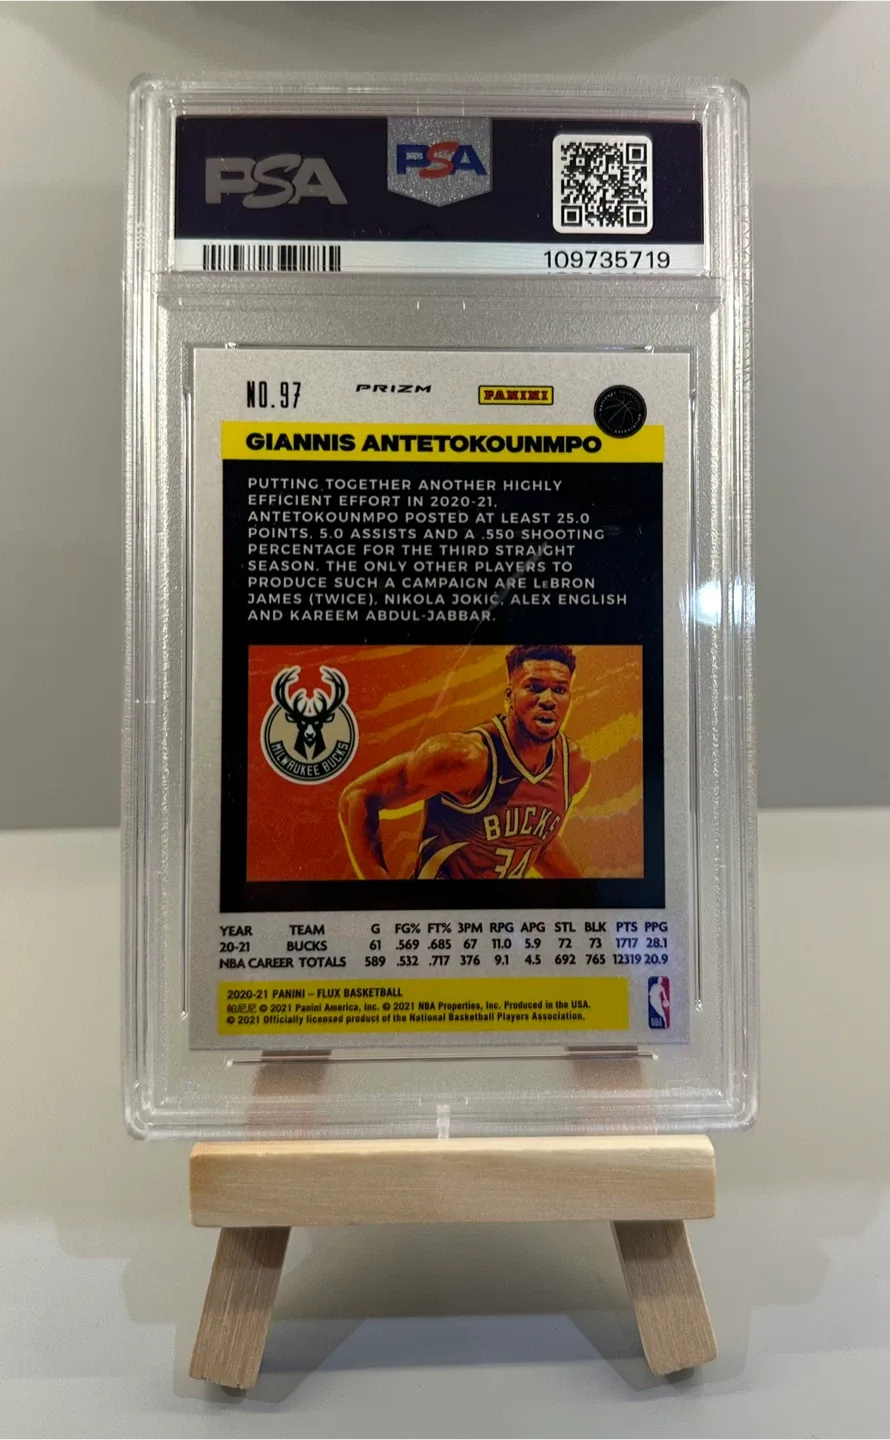 PSA
PSA
109735719
NO.97
PRIZM
PANINI
GIANNIS ANTETOKOUNMPO
PUTTING TOGETHER ANOTHER HIGHLY
EFFICIENT EFFORT IN 2020-21,
ANTETOKOUNMPO POSTED AT LEAST 25.0
POINTS, 5.0 ASSISTS AND A .550 SHOOTING
PERCENTAGE FOR THE THIRD STRAIGHT
SEASON. THE ONLY OTHER PLAYERS TO
PRODUCE SUCH A CAMPAIGN ARE LEBRON
JAMES (TWICE), NIKOLA JOKIC, ALEX ENGLISH
AND KAREEM ABDUL-JABBAR.
MILWAUKEE BUCKS
BUCKS
34
YEAR TEAM G FG% FT% 3PM RPG APG STL BLK PTS PPG
20-21 BUCKS 61 .569 .685 67 11.0 5.9 72 73 1717 28.1
NBA CAREER TOTALS 589 .532 .717 376 9.1 4.5 692 765 12319 20.9
2020-21 PANINI – FLUX BASKETBALL
帕尼尼 © 2021 Panini America, Inc. © 2021 NBA Properties, Inc. Produced in the USA.
© 2021 Officially licensed product of the National Basketball Players Association.
NBA